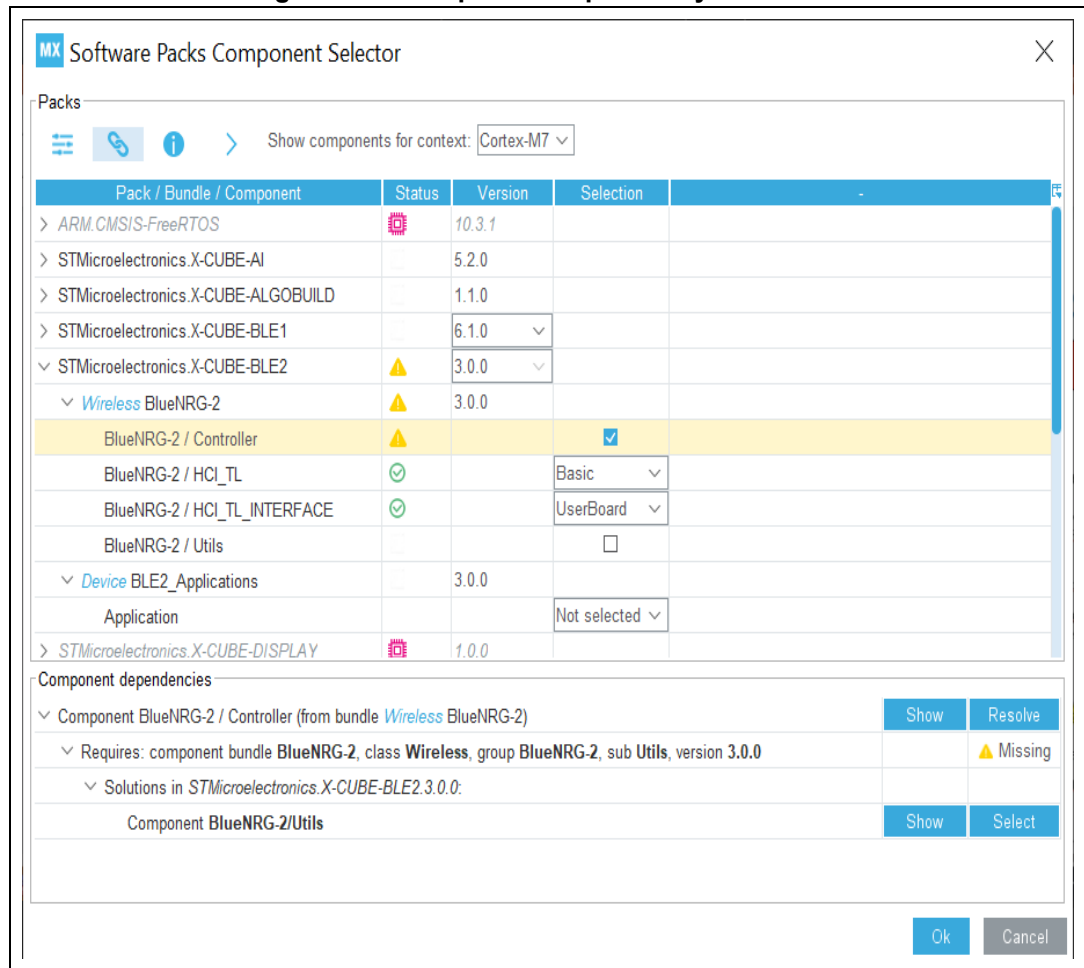 MX Software Packs Component Selector
Packs
Show components for context: Cortex-M7
Pack / Bundle / Component Status Version Selection -
ARM.CMSIS-FreeRTOS 10.3.1
STMicroelectronics.X-CUBE-AI 5.2.0
STMicroelectronics.X-CUBE-ALGOBUILD 1.1.0
STMicroelectronics.X-CUBE-BLE1 6.1.0
STMicroelectronics.X-CUBE-BLE2 3.0.0
Wireless BlueNRG-2 3.0.0
BlueNRG-2 / Controller
BlueNRG-2 / HCI_TL Basic
BlueNRG-2 / HCI_TL_INTERFACE UserBoard
BlueNRG-2 / Utils
Device BLE2_Applications 3.0.0
Application Not selected
STMicroelectronics.X-CUBE-DISPLAY 1.0.0
Component dependencies
Component BlueNRG-2 / Controller (from bundle Wireless BlueNRG-2) Show Resolve
Requires: component bundle BlueNRG-2, class Wireless, group BlueNRG-2, sub Utils, version 3.0.0 Missing
Solutions in STMicroelectronics.X-CUBE-BLE2.3.0.0:
Component BlueNRG-2/Utils Show Select
Ok Cancel